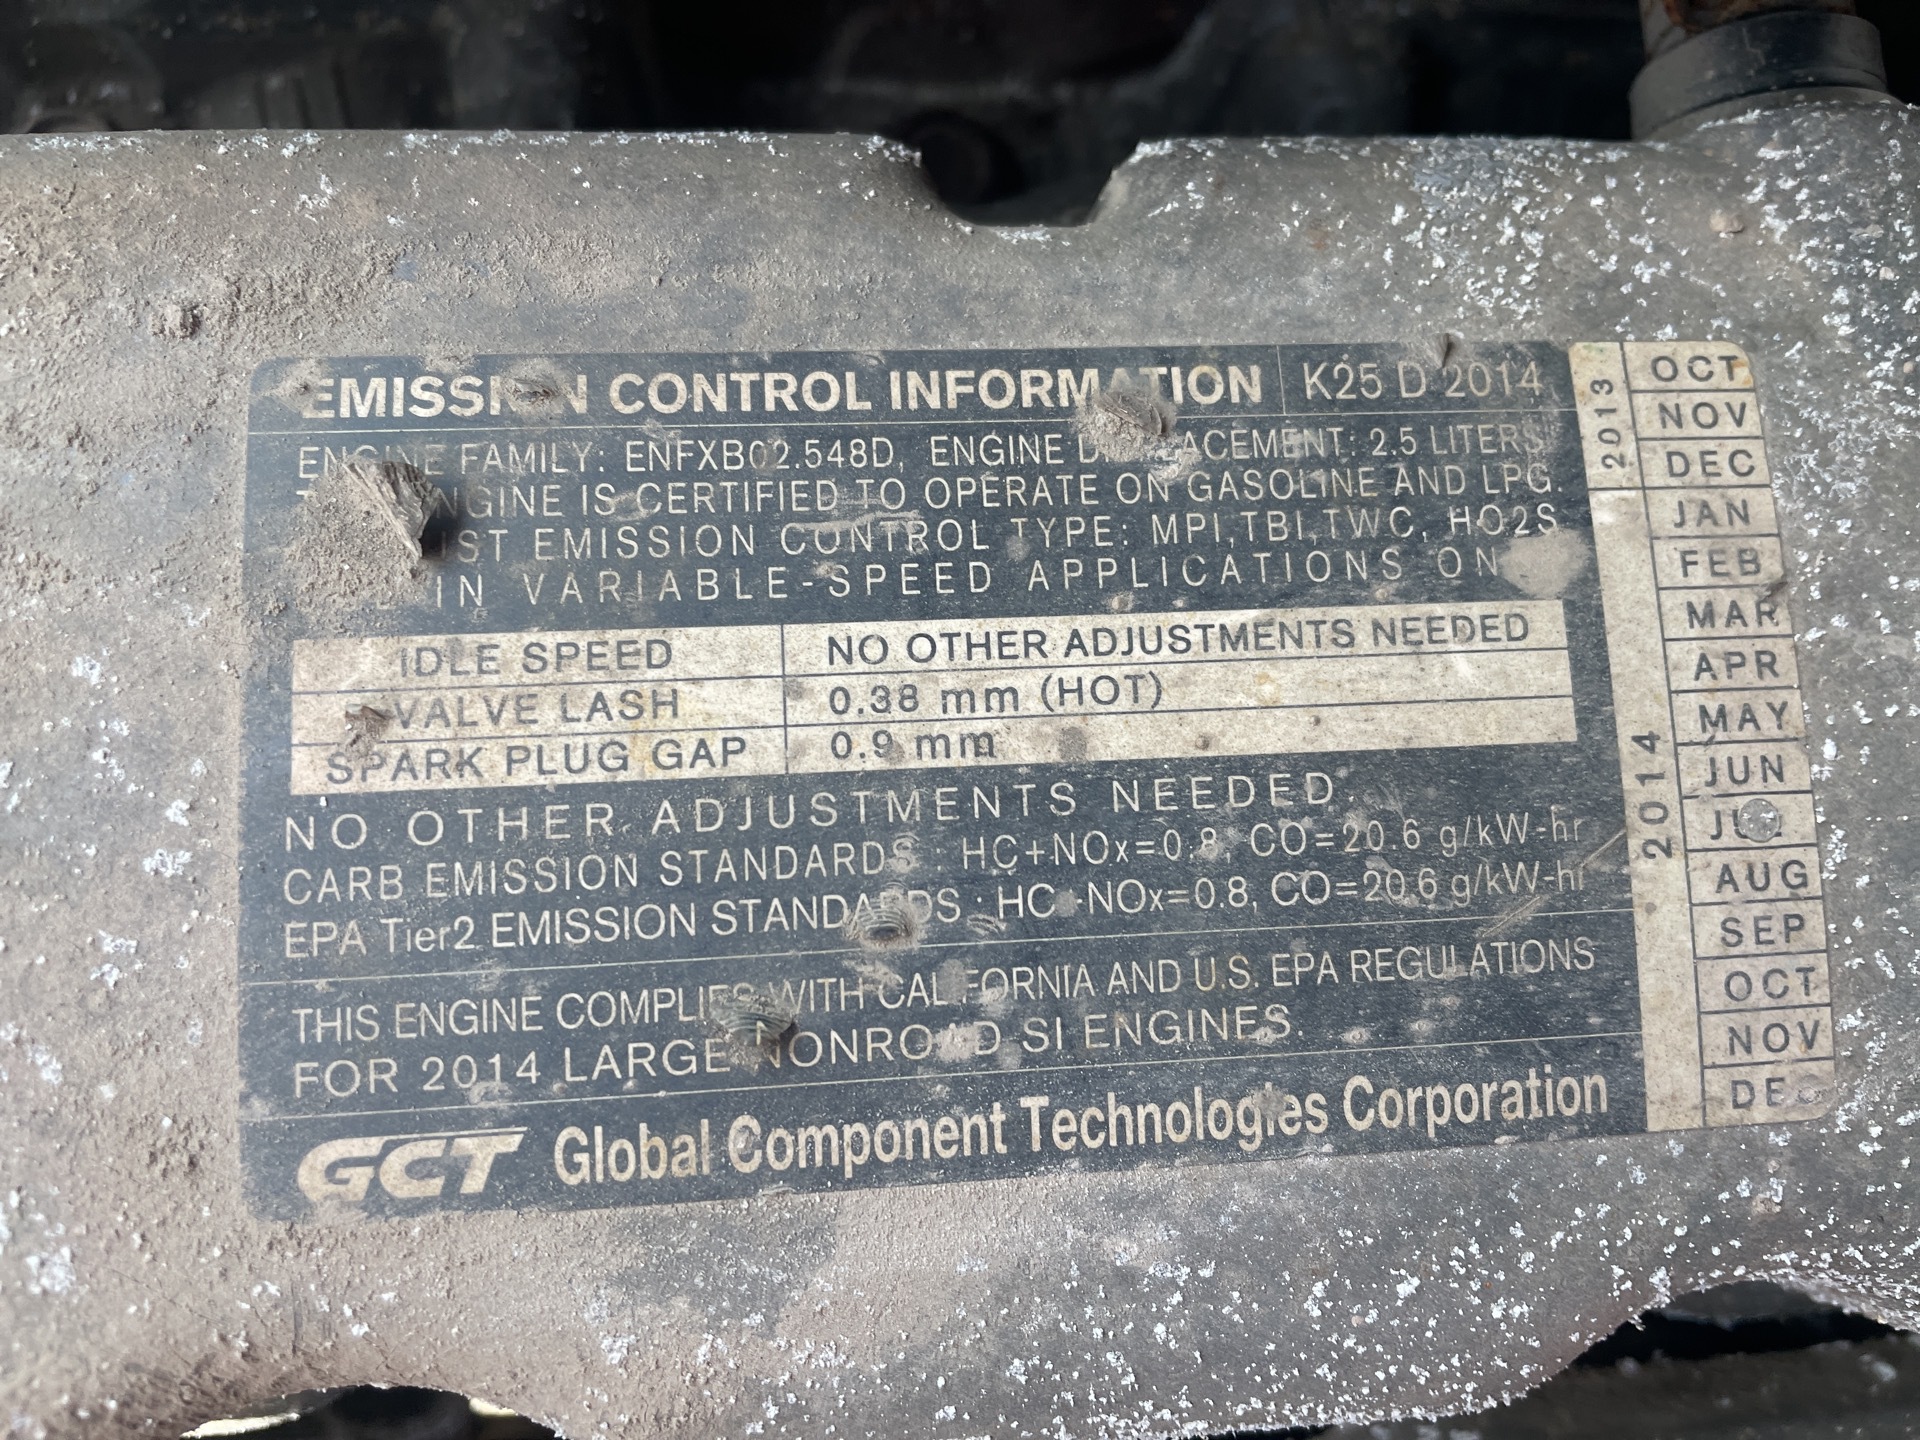 EMISSION CONTROL INFORMATION K25 D 2014
ENGINE FAMILY: ENFXB02.548D, ENGINE DISPLACEMENT: 2.5 LITERS
ENGINE IS CERTIFIED TO OPERATE ON GASOLINE AND LPG.
EMISSION CONTROL TYPE: MPI,TBI,TWC, HO2S
IN VARIABLE-SPEED APPLICATIONS
IDLE SPEED NO OTHER ADJUSTMENTS NEEDED
VALVE LASH 0.38 mm (HOT)
SPARK PLUG GAP 0.9 mm
NO OTHER ADJUSTMENTS NEEDED.
CARB EMISSION STANDARDS : HC+NOx=0.8, CO=20.6 g/kW-hr
EPA Tier2 EMISSION STANDARDS : HC+NOx=0.8, CO=20.6 g/kW-hr
THIS ENGINE COMPLIES WITH CALIFORNIA AND U.S. EPA REGULATIONS
FOR 2014 LARGE NONROAD SI ENGINES.
GCT Global Component Technologies Corporation
2013
OCT
NOV
DEC
2014
JAN
FEB
MAR
APR
MAY
JUN
JUL
AUG
SEP
OCT
NOV
DEC